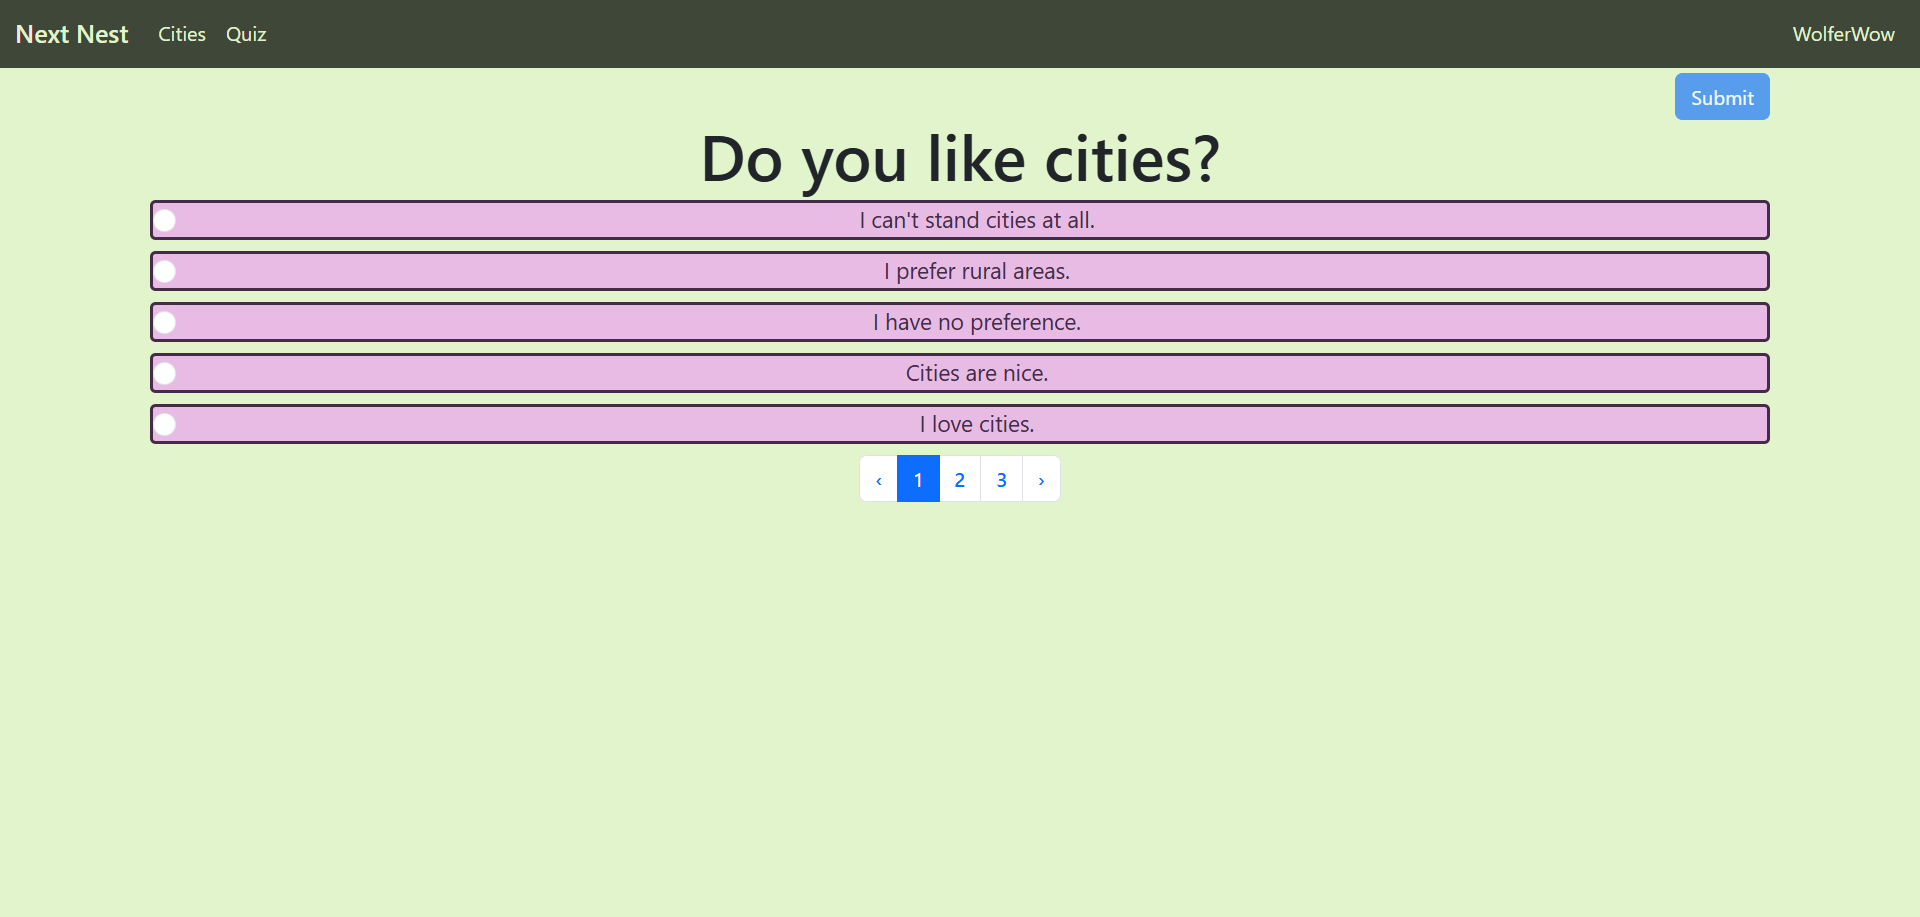 Next Nest Cities Quiz WolferWow
Submit
Do you like cities?
I can't stand cities at all.
I prefer rural areas.
I have no preference.
Cities are nice.
I love cities.
‹ 1 2 3 ›